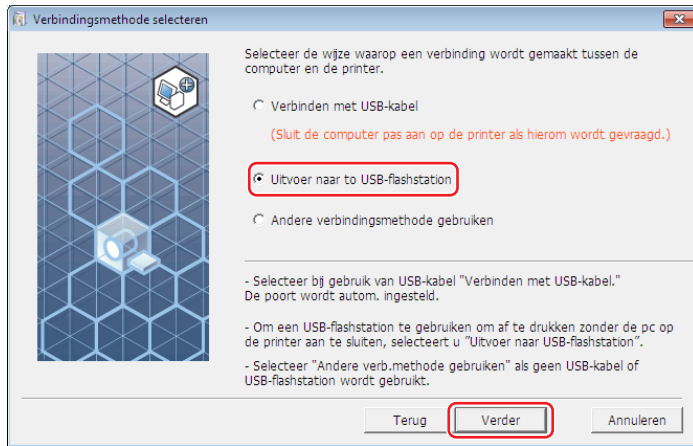 Verbindingsmethode selecteren
Selecteer de wijze waarop een verbinding wordt gemaakt tussen de
computer en de printer.
Verbinden met USB-kabel
(Sluit de computer pas aan op de printer als hierom wordt gevraagd.)
Uitvoer naar to USB-flashstation
Andere verbindingsmethode gebruiken
- Selecteer bij gebruik van USB-kabel "Verbinden met USB-kabel."
De poort wordt autom. ingesteld.
- Om een USB-flashstation te gebruiken om af te drukken zonder de pc op
de printer aan te sluiten, selecteert u "Uitvoer naar USB-flashstation".
- Selecteer "Andere verb.methode gebruiken" als geen USB-kabel of
USB-flashstation wordt gebruikt.
Terug
Verder
Annuleren